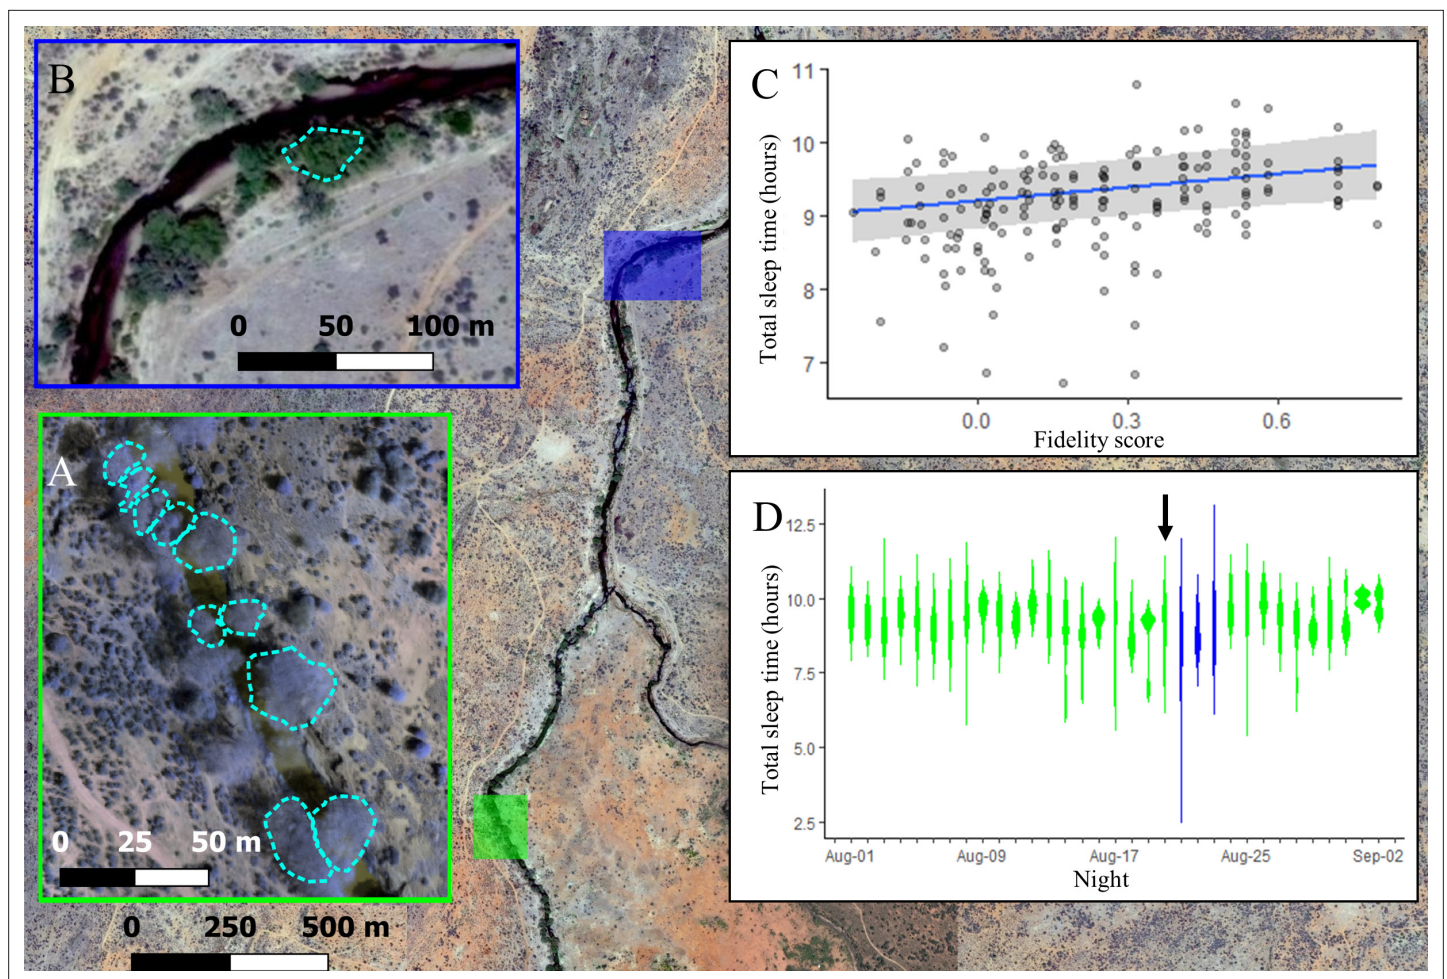 B
0 50 100 m
A
0 25 50 m
0 250 500 m
C
Total sleep time (hours)
11
10
9
8
7
0.0 0.3 0.6
Fidelity score
D
Total sleep time (hours)
12.5
10.0
7.5
5.0
2.5
Aug-01 Aug-09 Aug-17 Aug-25 Sep-02
Night